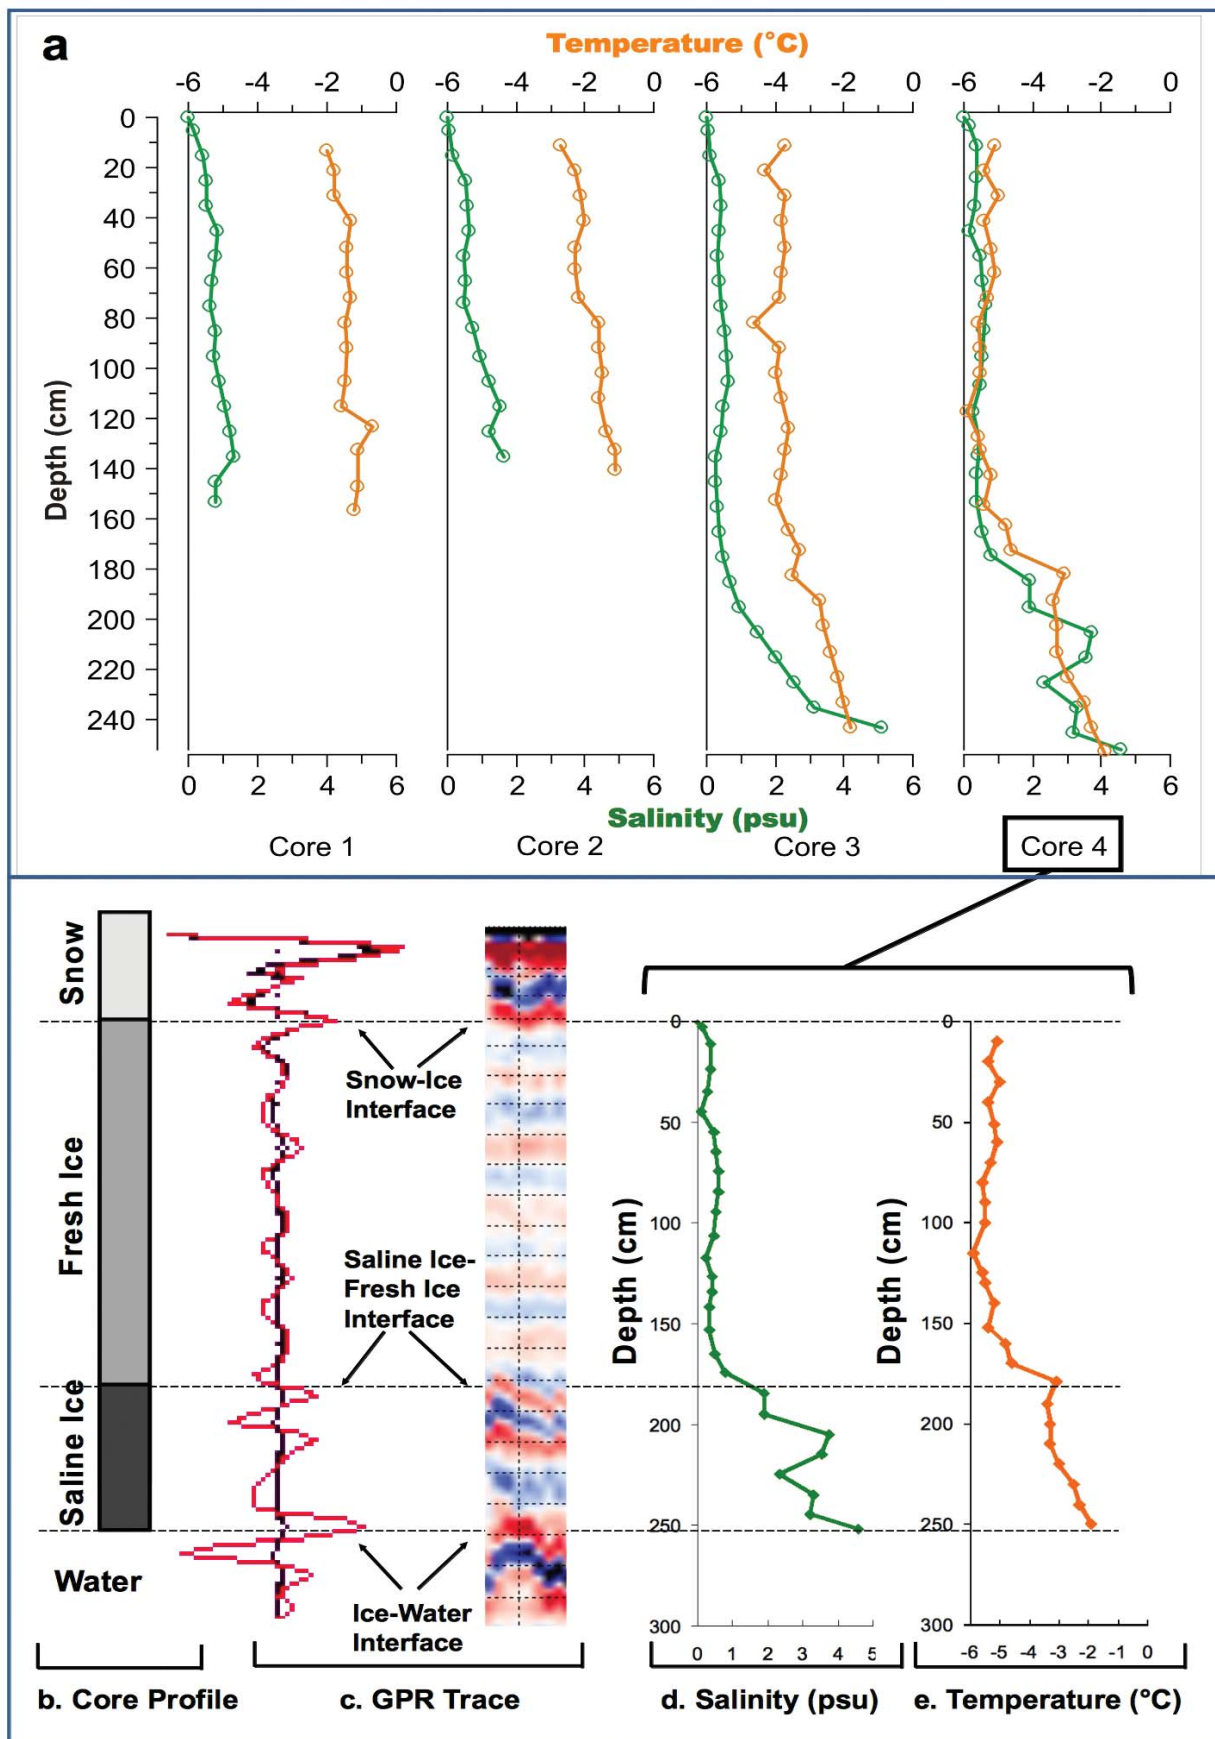 a
Temperature (°C)
-6 -4 -2 0 -6 -4 -2 0 -6 -4 -2 0 -6 -4 -2 0
0
20
40
60
80
100
120
140
160
180
200
220
240
Depth (cm)
0 2 4 6 0 2 4 6 0 2 4 6 0 2 4 6
Salinity (psu)
Core 1 Core 2 Core 3 Core 4
Snow
Fresh Ice
Saline Ice
Water
Snow-Ice
Interface
Saline Ice-
Fresh Ice
Interface
Ice-Water
Interface
Depth (cm)
0
50
100
150
200
250
300
0 1 2 3 4 5
Depth (cm)
0
50
100
150
200
250
300
-6 -5 -4 -3 -2 -1 0
b. Core Profile c. GPR Trace d. Salinity (psu) e. Temperature (°C)